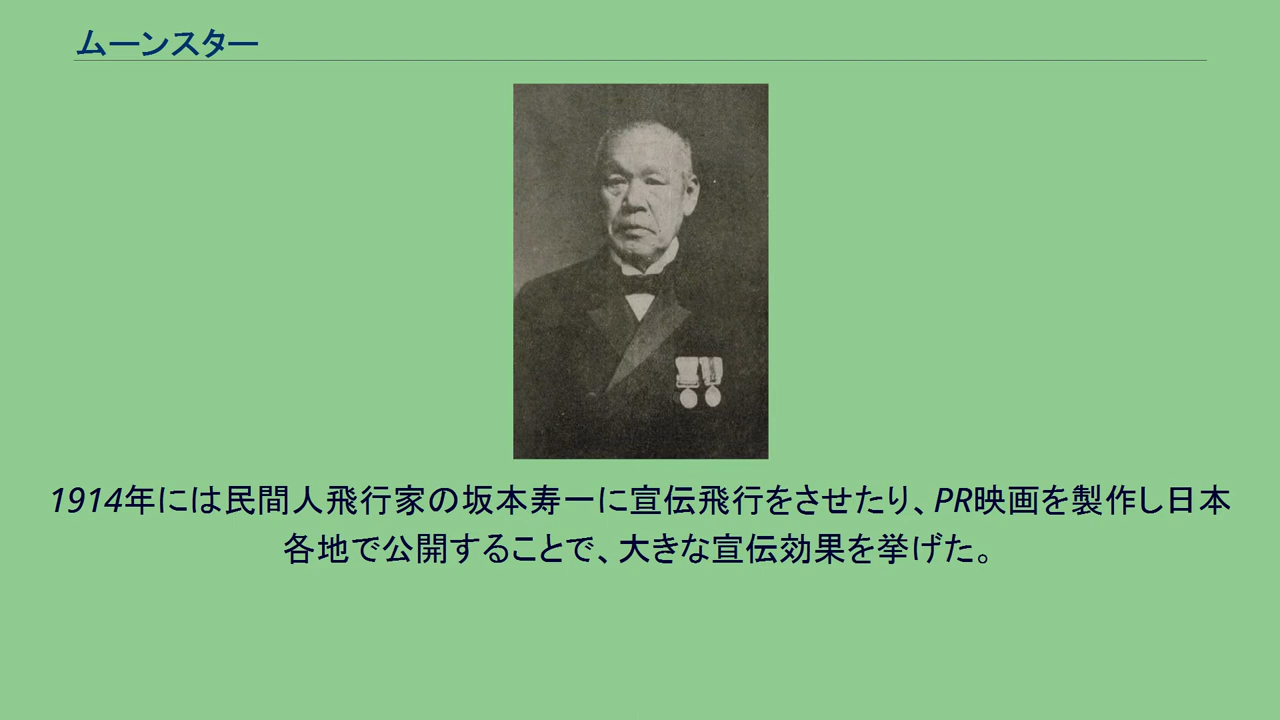 ムーンスター
1914年には民間人飛行家の坂本寿一に宣伝飛行をさせたり、PR映画を製作し日本
各地で公開することで、大きな宣伝効果を挙げた。